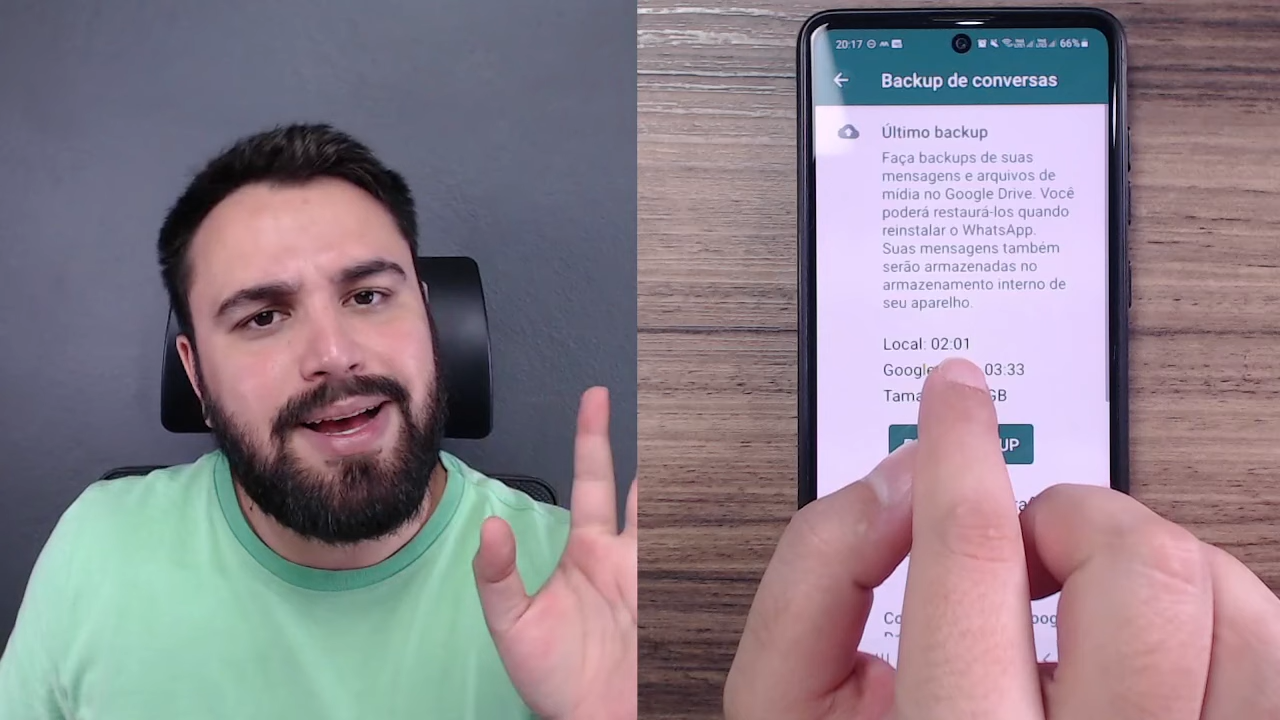 20:17
66%
Backup de conversas
Último backup
Faça backups de suas
mensagens e arquivos de
mídia no Google Drive. Você
poderá restaurá-los quando
reinstalar o WhatsApp.
Suas mensagens também
serão armazenadas no
armazenamento interno de
seu aparelho.
Local: 02:01
Google 03:33
GB
UP